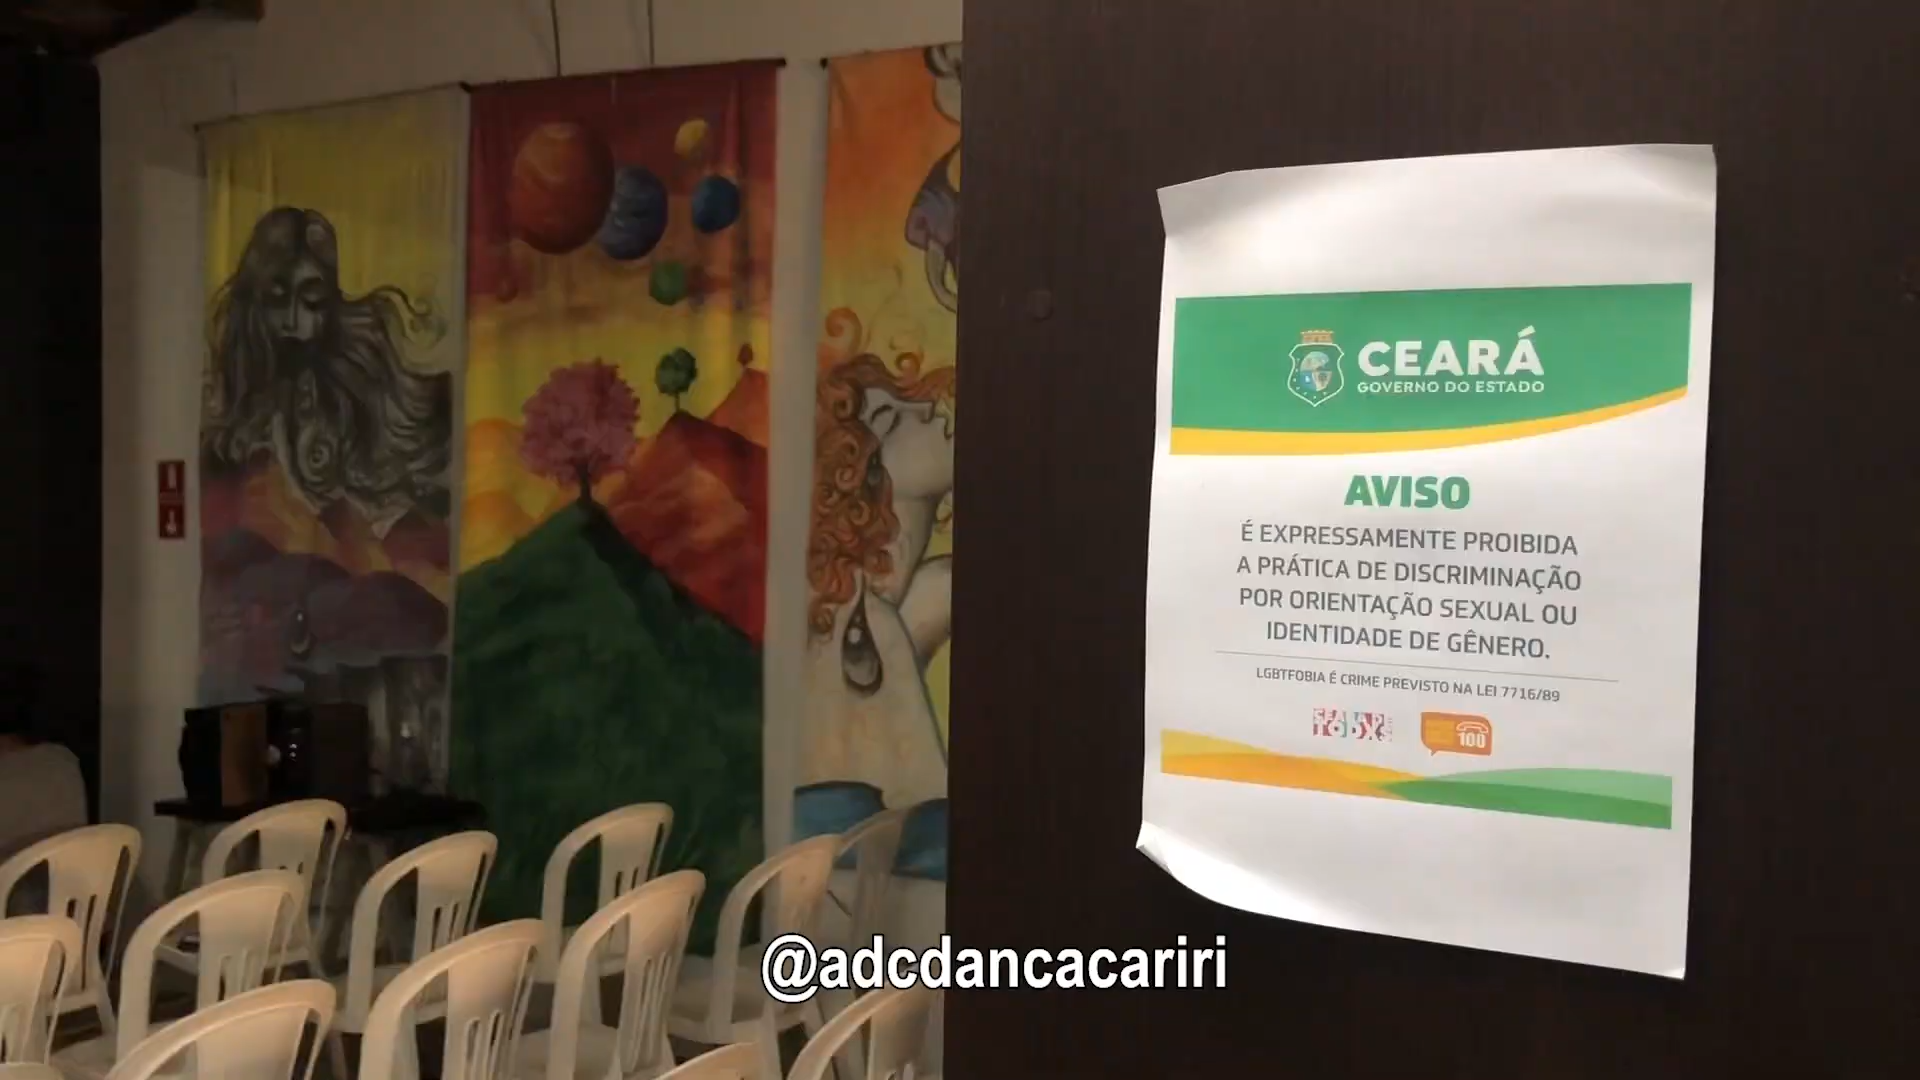 CEARÁ
GOVERNO DO ESTADO
AVISO
É EXPRESSAMENTE PROIBIDA
A PRÁTICA DE DISCRIMINAÇÃO
POR ORIENTAÇÃO SEXUAL OU
IDENTIDADE DE GÊNERO.
LGBTFOBIA É CRIME PREVISTO NA LEI 7716/89
100
@adcdancacariri